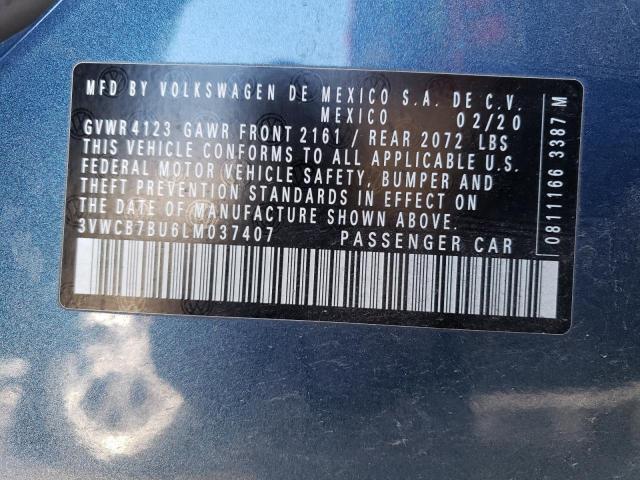 MFD BY VOLKSWAGEN DE MEXICO S.A. DE C.V.
MEXICO 02/20
GVWR 4123 GAWR FRONT 2161 / REAR 2072 LBS
THIS VEHICLE CONFORMS TO ALL APPLICABLE U.S.
FEDERAL MOTOR VEHICLE SAFETY, BUMPER AND
THEFT PREVENTION STANDARDS IN EFFECT ON
THE DATE OF MANUFACTURE SHOWN ABOVE.
3VWCB7BU6LM037407 PASSENGER CAR
0811166 3387 M